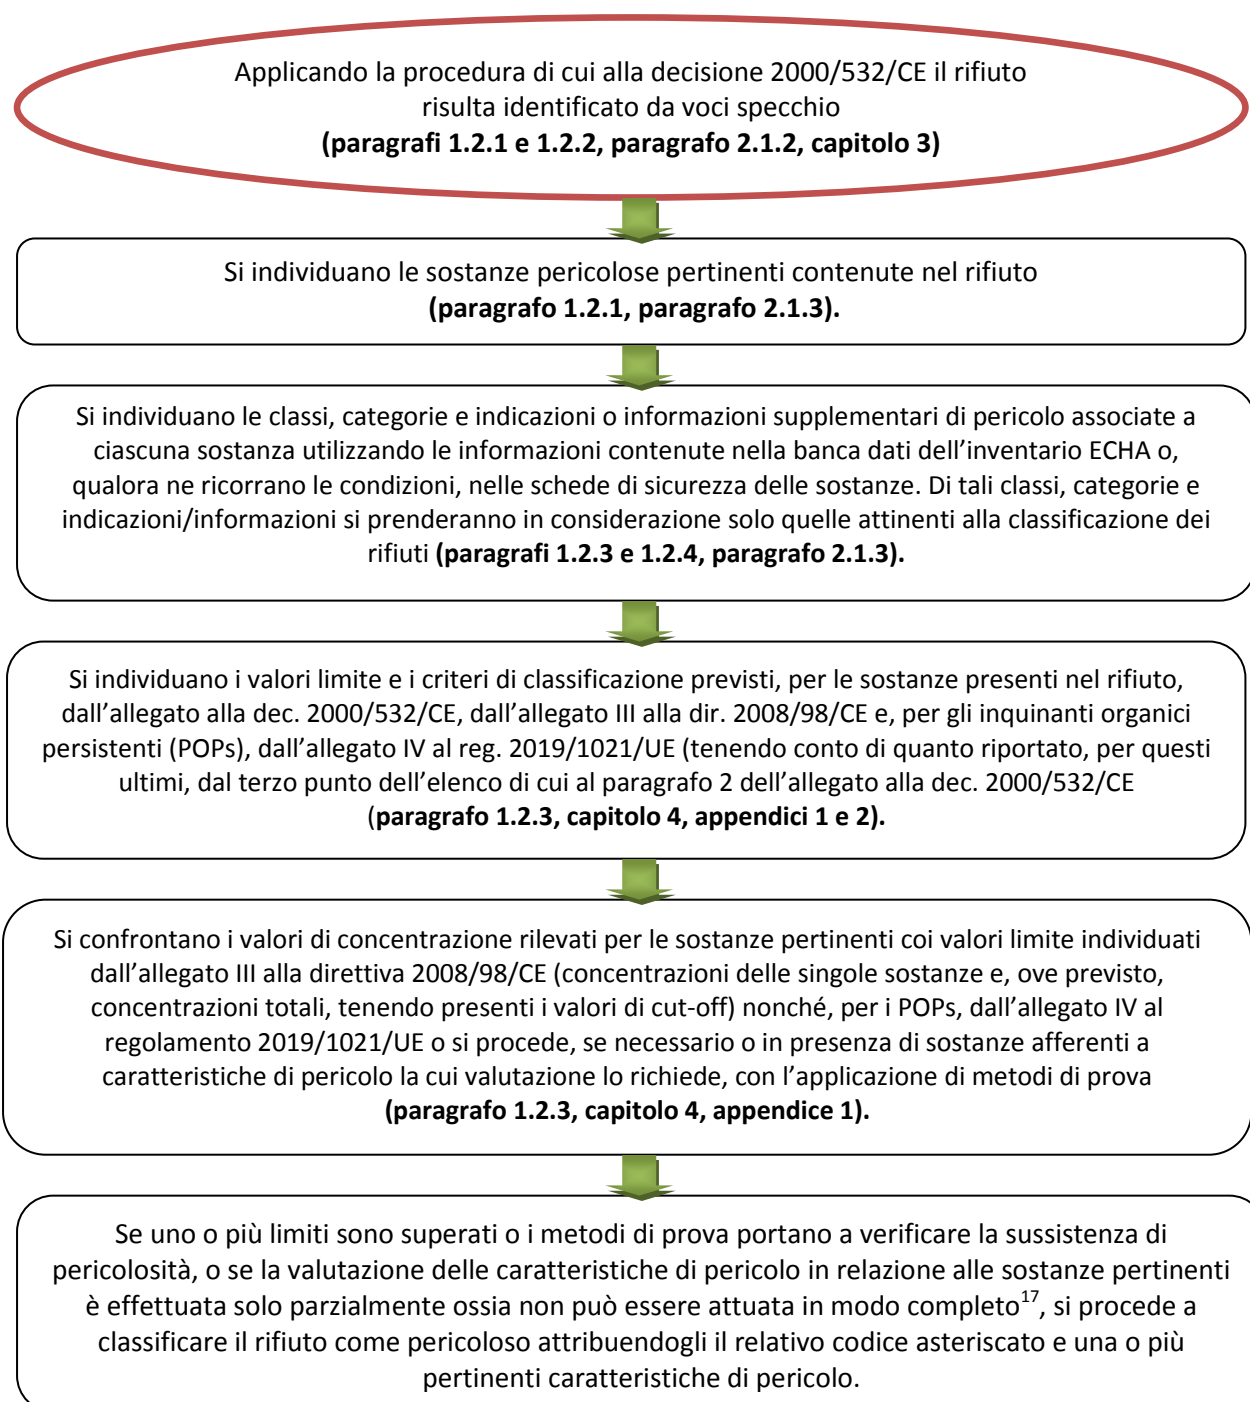 Applicando la procedura di cui alla decisione 2000/532/CE il rifiuto
risulta identificato da voci specchio
(paragrafi 1.2.1 e 1.2.2, paragrafo 2.1.2, capitolo 3)
Si individuano le sostanze pericolose pertinenti contenute nel rifiuto
(paragrafo 1.2.1, paragrafo 2.1.3).
Si individuano le classi, categorie e indicazioni o informazioni supplementari di pericolo associate a
ciascuna sostanza utilizzando le informazioni contenute nella banca dati dell’inventario ECHA o,
qualora ne ricorrano le condizioni, nelle schede di sicurezza delle sostanze. Di tali classi, categorie e
indicazioni/informazioni si prenderanno in considerazione solo quelle attinenti alla classificazione dei
rifiuti (paragrafi 1.2.3 e 1.2.4, paragrafo 2.1.3).
Si individuano i valori limite e i criteri di classificazione previsti, per le sostanze presenti nel rifiuto,
dall’allegato alla dec. 2000/532/CE, dall’allegato III alla dir. 2008/98/CE e, per gli inquinanti organici
persistenti (POPs), dall’allegato IV al reg. 2019/1021/UE (tenendo conto di quanto riportato, per questi
ultimi, dal terzo punto dell’elenco di cui al paragrafo 2 dell’allegato alla dec. 2000/532/CE
(paragrafo 1.2.3, capitolo 4, appendici 1 e 2).
Si confrontano i valori di concentrazione rilevati per le sostanze pertinenti coi valori limite individuati
dall’allegato III alla direttiva 2008/98/CE (concentrazioni delle singole sostanze e, ove previsto,
concentrazioni totali, tenendo presenti i valori di cut-off) nonché, per i POPs, dall’allegato IV al
regolamento 2019/1021/UE o si procede, se necessario o in presenza di sostanze afferenti a
caratteristiche di pericolo la cui valutazione lo richiede, con l’applicazione di metodi di prova
(paragrafo 1.2.3, capitolo 4, appendice 1).
Se uno o più limiti sono superati o i metodi di prova portano a verificare la sussistenza di
pericolosità, o se la valutazione delle caratteristiche di pericolo in relazione alle sostanze pertinenti
è effettuata solo parzialmente ossia non può essere attuata in modo completo17, si procede a
classificare il rifiuto come pericoloso attribuendogli il relativo codice asteriscato e una o più
pertinenti caratteristiche di pericolo.